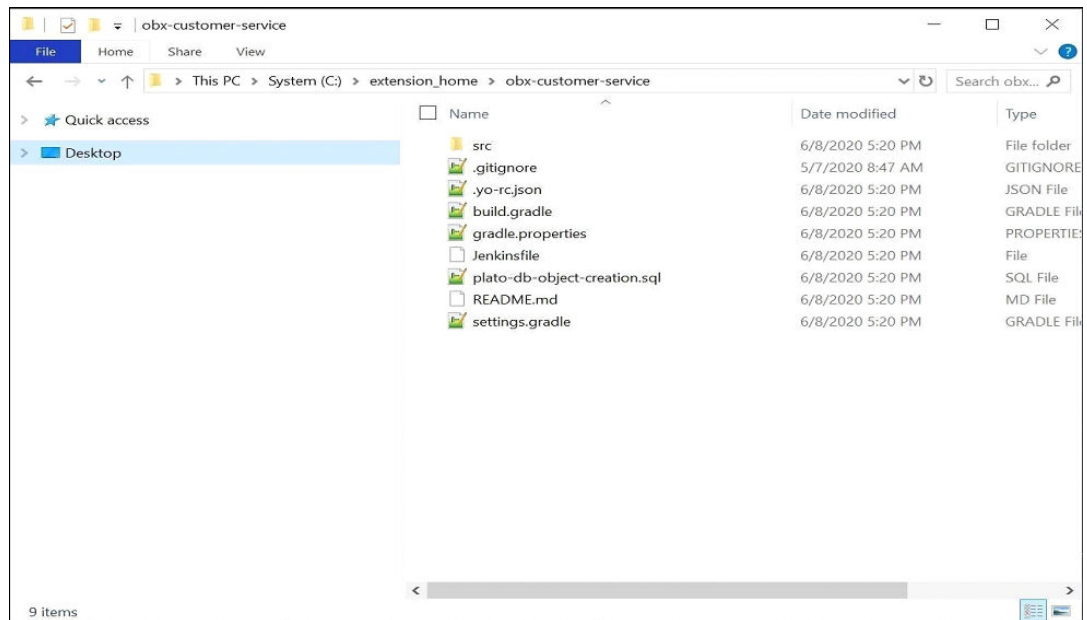 obx-customer-service
File Home Share View
This PC > System (C:) > extension_home > obx-customer-service
Search obx...
Quick access
Desktop
Name Date modified Type
src 6/8/2020 5:20 PM File folder
.gitignore 5/7/2020 8:47 AM GITIGNORE
.yo-rc.json 6/8/2020 5:20 PM JSON File
build.gradle 6/8/2020 5:20 PM GRADLE Fil
gradle.properties 6/8/2020 5:20 PM PROPERTIES
Jenkinsfile 6/8/2020 5:20 PM File
plato-db-object-creation.sql 6/8/2020 5:20 PM SQL File
README.md 6/8/2020 5:20 PM MD File
settings.gradle 6/8/2020 5:20 PM GRADLE Fil
9 items